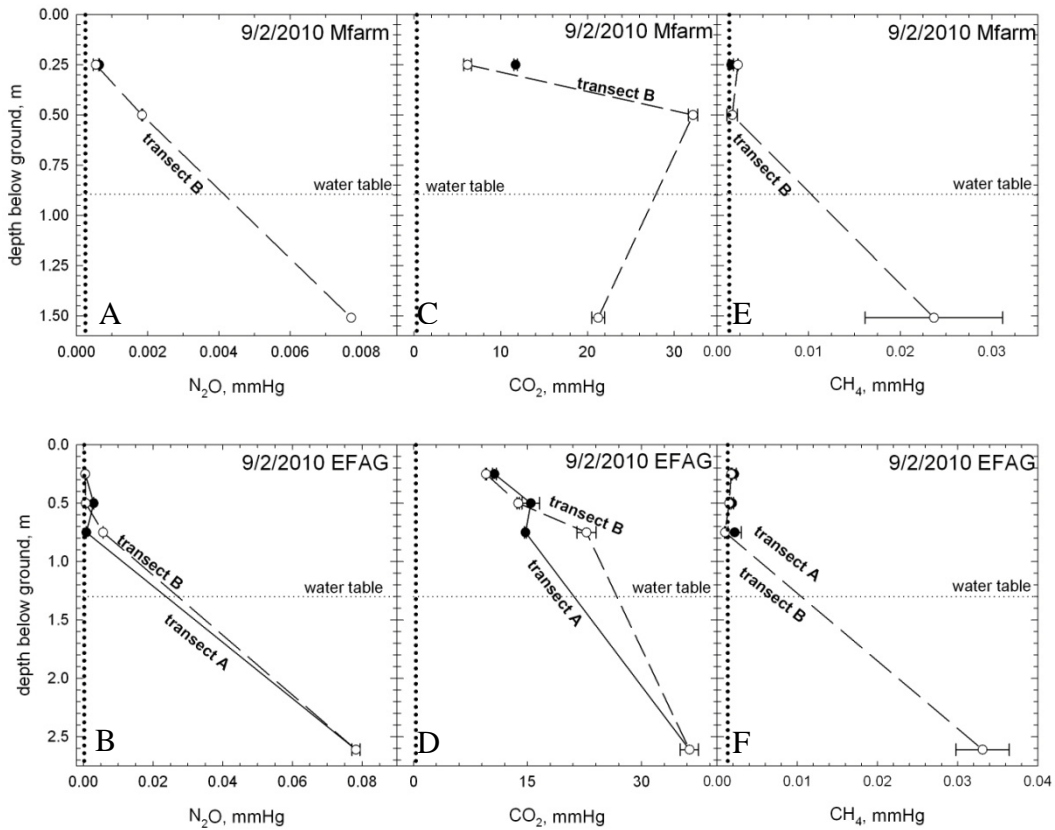 9/2/2010 Mfarm
9/2/2010 Mfarm
9/2/2010 Mfarm
depth below ground, m
0.00
0.25
0.50
0.75
1.00
1.25
1.50
transect B
transect B
transect B
water table
water table
water table
A
C
E
0.000 0.002 0.004 0.006 0.008
0 10 20 30
0.00 0.01 0.02 0.03
N2O, mmHg
CO2, mmHg
CH4, mmHg
9/2/2010 EFAG
9/2/2010 EFAG
9/2/2010 EFAG
depth below ground, m
0.0
0.5
1.0
1.5
2.0
2.5
transect B
transect A
transect B
transect A
transect A
transect B
water table
water table
water table
B
D
F
0.00 0.02 0.04 0.06 0.08
15 30
0.00 0.01 0.02 0.03 0.04
N2O, mmHg
CO2, mmHg
CH4, mmHg